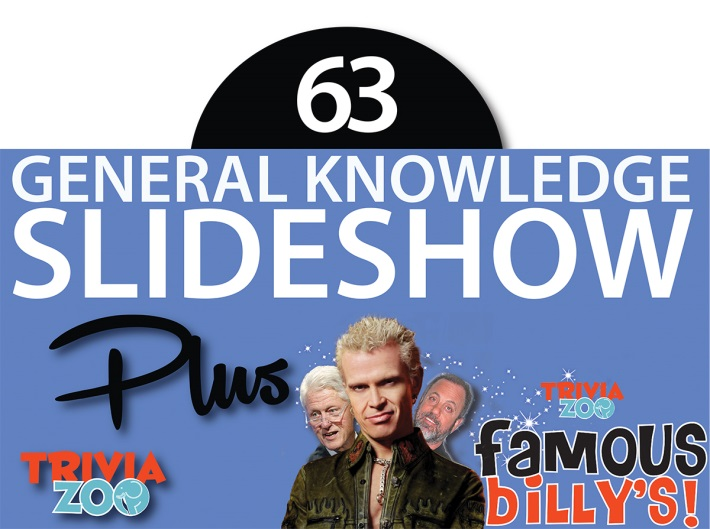 63
GENERAL KNOWLEDGE
SLIDESHOW
Plus
TRIVIA
ZOO
FAMOUS
BiLLY'S!
TRIVIA
ZOO